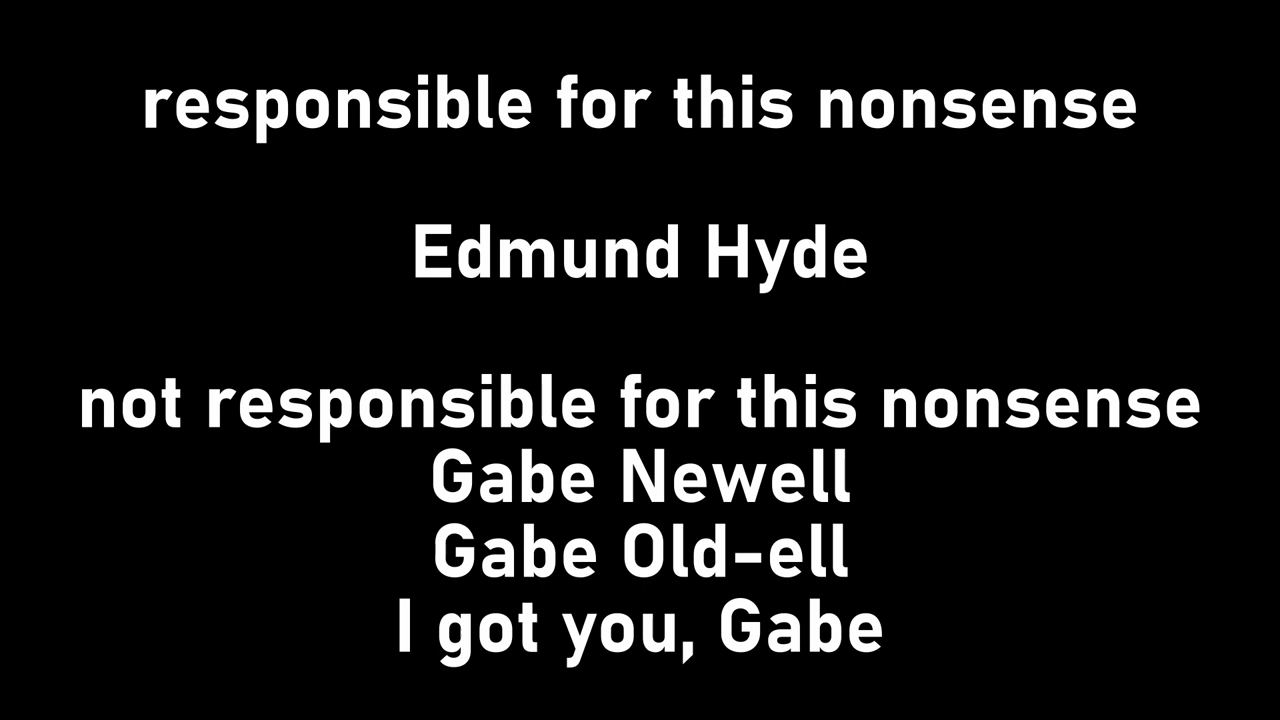 responsible for this nonsense
Edmund Hyde
not responsible for this nonsense
Gabe Newell
Gabe Old-ell
I got you, Gabe